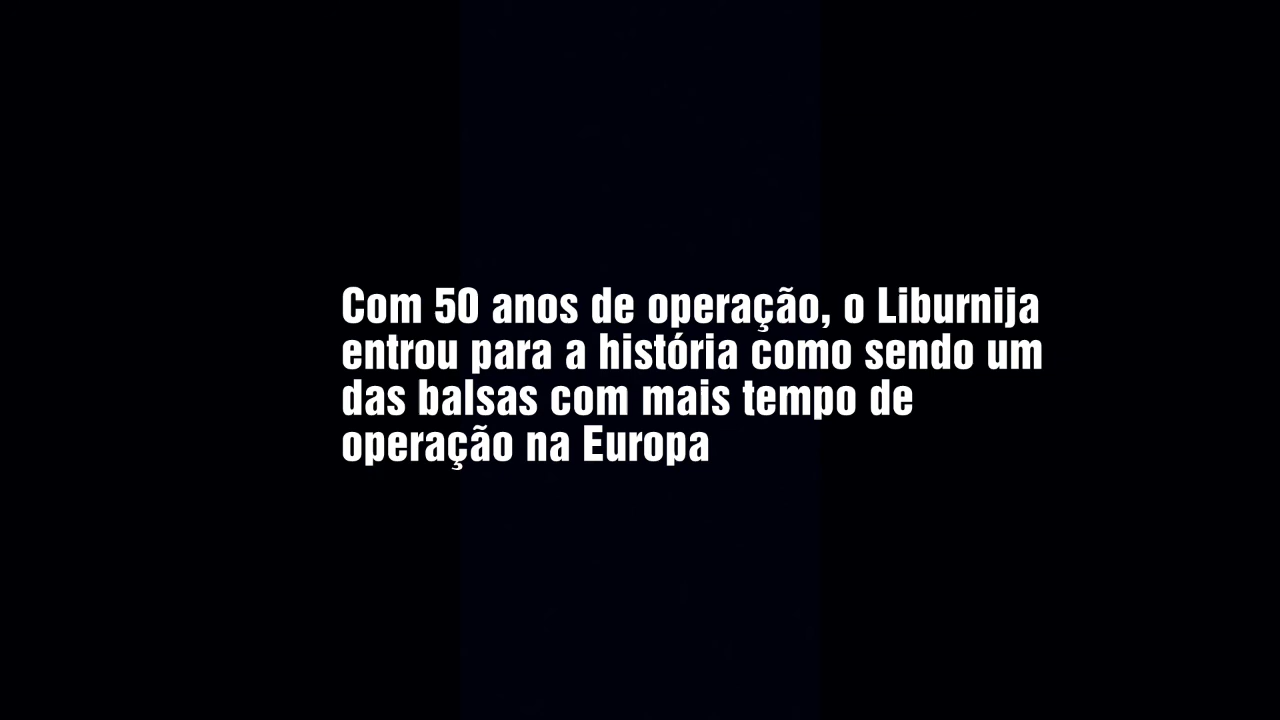 Com 50 anos de operação, o Liburnija
entrou para a história como sendo um
das balsas com mais tempo de
operação na Europa